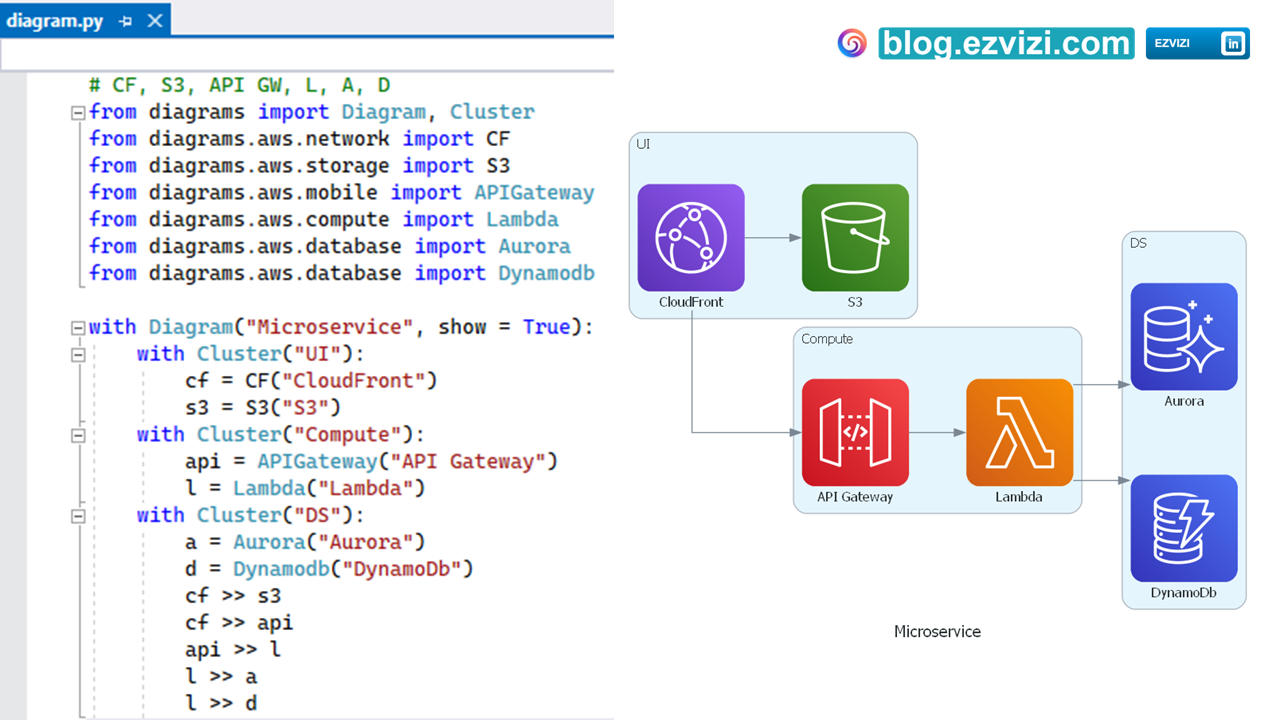 diagram.py
# CF, S3, API GW, L, A, D
from diagrams import Diagram, Cluster
from diagrams.aws.network import CF
from diagrams.aws.storage import S3
from diagrams.aws.mobile import APIGateway
from diagrams.aws.compute import Lambda
from diagrams.aws.database import Aurora
from diagrams.aws.database import Dynamodb
with Diagram("Microservice", show = True):
with Cluster("UI"):
cf = CF("CloudFront")
s3 = S3("S3")
with Cluster("Compute"):
api = APIGateway("API Gateway")
l = Lambda("Lambda")
with Cluster("DS"):
a = Aurora("Aurora")
d = Dynamodb("DynamoDb")
cf >> s3
cf >> api
api >> l
l >> a
l >> d
blog.ezvizi.com
EZVIZI in
UI
CloudFront
S3
Compute
</>
API Gateway
Lambda
DS
Aurora
DynamoDb
Microservice